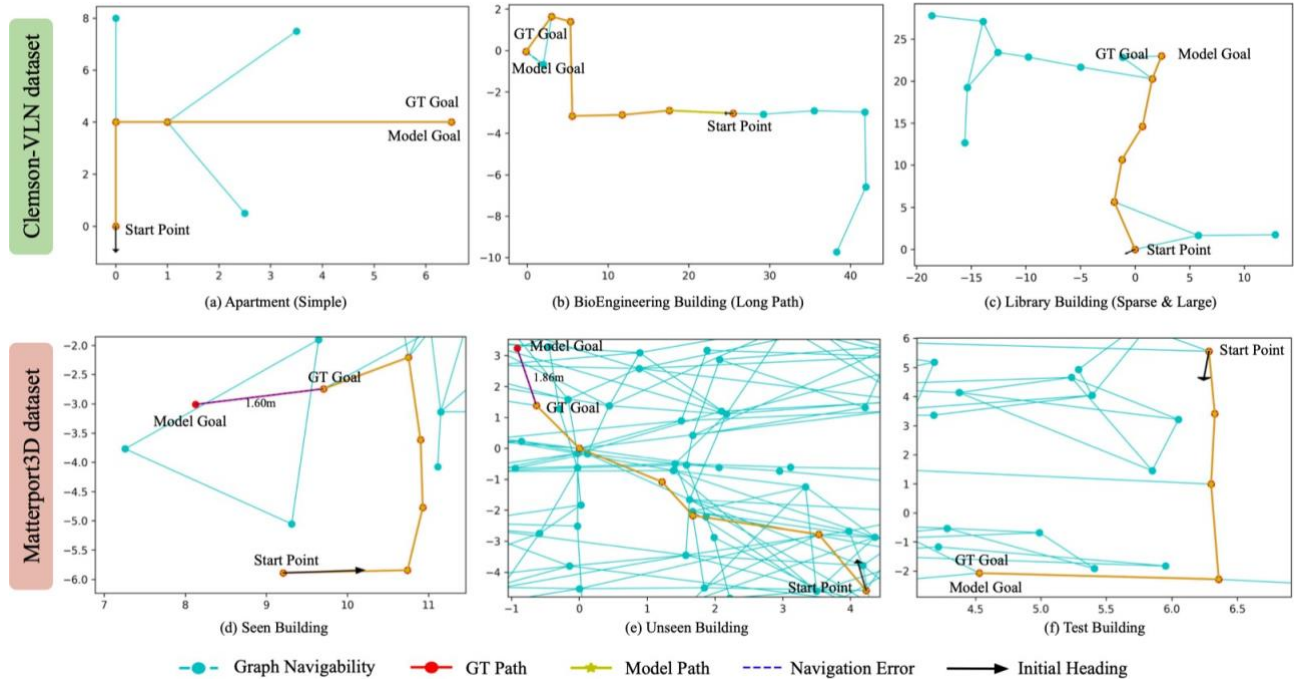 Clemson-VLN dataset
8
6
4
2
0
GT Goal
Model Goal
Start Point
0
1
2
3
4
5
6
(a) Apartment (Simple)
2
0
−2
−4
−6
−8
−10
GT Goal
Model Goal
Start Point
0
10
20
30
40
(b) BioEngineering Building (Long Path)
25
20
15
10
5
0
GT Goal
Model Goal
Start Point
−20
−15
−10
−5
0
5
10
(c) Library Building (Sparse & Large)
Matterport3D dataset
−2.0
−2.5
−3.0
−3.5
−4.0
−4.5
−5.0
−5.5
−6.0
GT Goal
1.60m
Model Goal
Start Point
7
8
9
10
11
(d) Seen Building
3
2
1
0
−1
−2
−3
−4
Model Goal
1.86m
GT Goal
Start Point
−1
0
1
2
3
4
(e) Unseen Building
6
5
4
3
2
1
0
−1
−2
Start Point
GT Goal
Model Goal
4.5
5.0
5.5
6.0
6.5
(f) Test Building
Graph Navigability
GT Path
Model Path
Navigation Error
Initial Heading